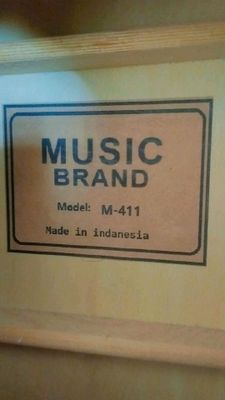 MUSIC
BRAND
Model: M-411
Made in indanesia